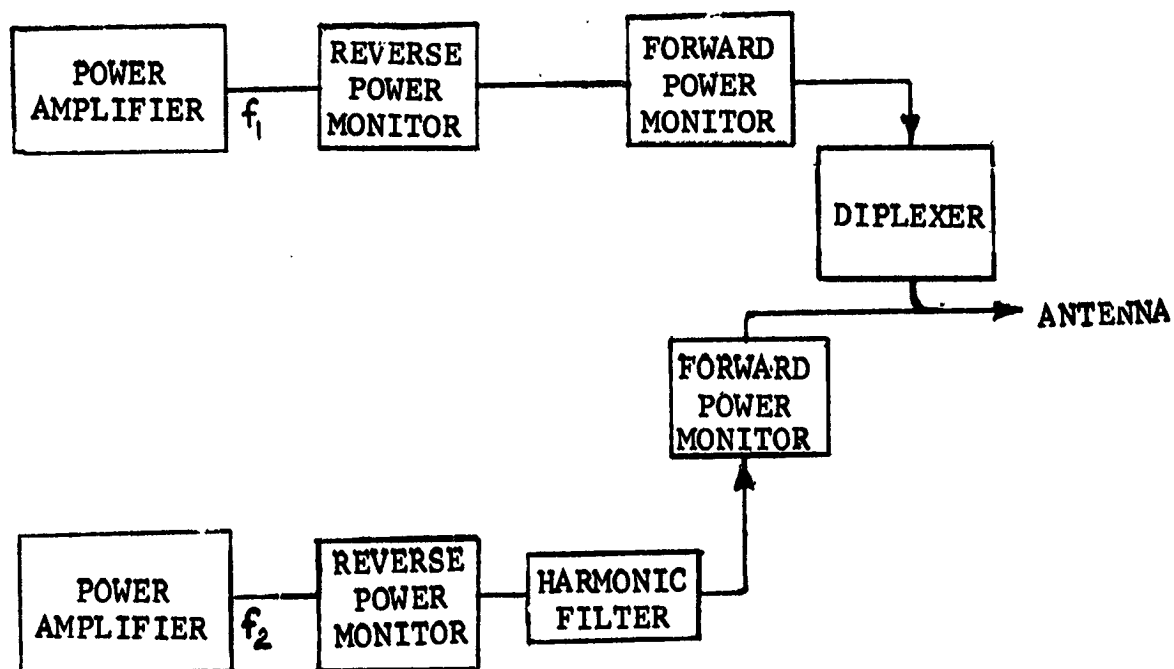 POWER
AMPLIFIER
f₁
REVERSE
POWER
MONITOR
FORWARD
POWER
MONITOR
DIPLEXER
ANTENNA
FORWARD
POWER
MONITOR
POWER
AMPLIFIER
f₂
REVERSE
POWER
MONITOR
HARMONIC
FILTER